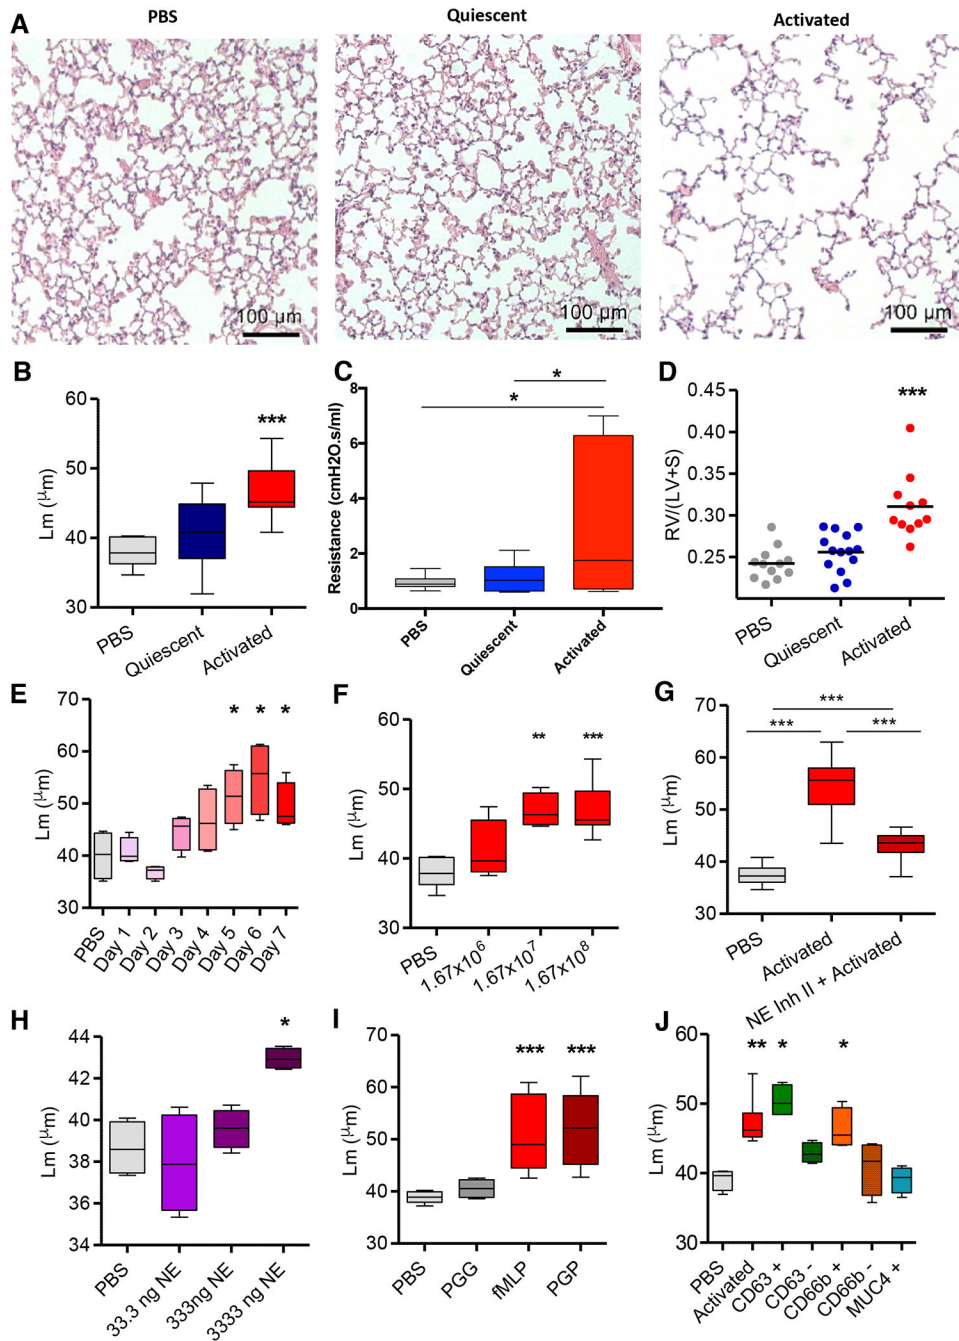 A
PBS
Quiescent
Activated
100 µm
100 µm
100 µm
B
60
50
40
30
Lm (µm)
***
PBS
Quiescent
Activated
C
8
6
4
2
0
Resistance (cmH2O.s/ml)
*
*
PBS
Quiescent
Activated
D
0.45
0.40
0.35
0.30
0.25
RV/(LV+S)
***
PBS
Quiescent
Activated
E
70
60
50
40
30
Lm (µm)
* * *
PBS
Day 1
Day 2
Day 3
Day 4
Day 5
Day 6
Day 7
F
60
50
40
30
Lm (µm)
** ***
PBS
1.67x10⁶
1.67x10⁷
1.67x10⁸
G
70
60
50
40
30
Lm (µm)
***
*** ***
PBS
Activated
NE Inh II + Activated
H
44
42
40
38
36
34
Lm (µm)
*
PBS
33.3 ng NE
333ng NE
3333 ng NE
I
70
60
50
40
30
Lm (µm)
*** ***
PBS
PGG
fMLP
PGP
J
60
50
40
30
Lm (µm)
** * *
PBS
Activated
CD63 +
CD63 -
CD66b +
CD66b -
MUC4 +